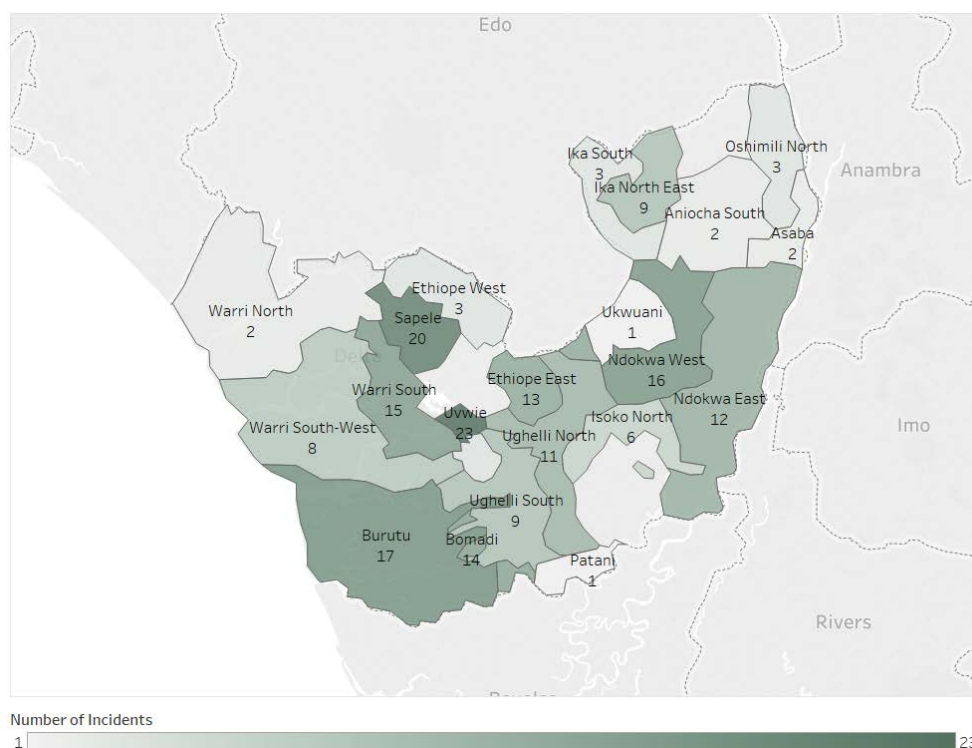 Edo
Oshimili North
3
Ika South
3
Anambra
Ika North East
9
Aniocha South
2
Asaba
2
Ethiope West
3
Warri North
2
Ukwuani
1
Sapele
20
Delta
Ndokwa West
16
Ethiope East
13
Warri South
15
Ndokwa East
12
Isoko North
6
Uvwie
23
Imo
Warri South-West
8
Ughelli North
11
Ughelli South
9
Burutu
17
Bomadi
14
Patani
1
Rivers
Number of Incidents
1
23